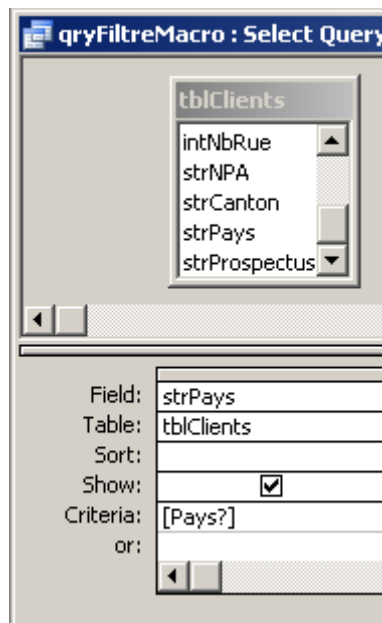 qryFiltreMacro : Select Query
tblClients
intNbRue
strNPA
strCanton
strPays
strProspectus
Field: strPays
Table: tblClients
Sort:
Show:
Criteria: [Pays?]
or: